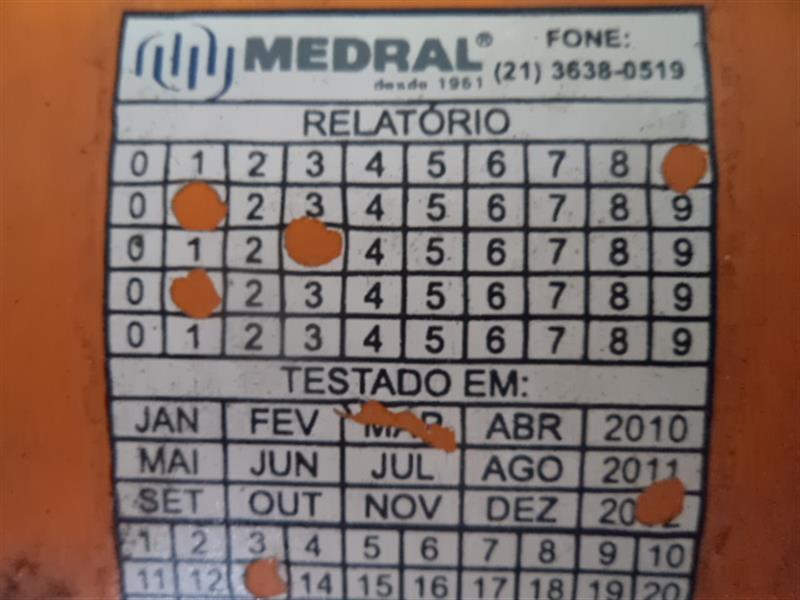 MEDRAL® FONE:
desde 1961 (21) 3638-0519
RELATÓRIO
0 1 2 3 4 5 6 7 8
0 2 3 4 5 6 7 8 9
0 1 2 4 5 6 7 8 9
0 2 3 4 5 6 7 8 9
0 1 2 3 4 5 6 7 8 9
TESTADO EM:
JAN FEV MAR ABR 2010
MAI JUN JUL AGO 2011
SET OUT NOV DEZ
1 2 3 4 5 6 7 8 9 10
11 12 14 15 16 17 18 19 20